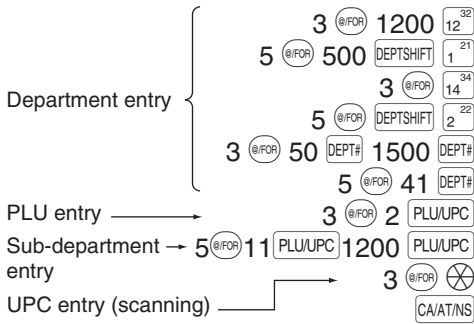 3 @/FOR 1200 12 32
5 @/FOR 500 DEPTSHIFT 1 21
3 @/FOR 14 34
Department entry
5 @/FOR DEPTSHIFT 2 22
3 @/FOR 50 DEPT# 1500 DEPT#
5 @/FOR 41 DEPT#
PLU entry 3 @/FOR 2 PLU/UPC
Sub-department 5 @/FOR 11 PLU/UPC 1200 PLU/UPC
entry
3 @/FOR
UPC entry (scanning)
CA/AT/NS